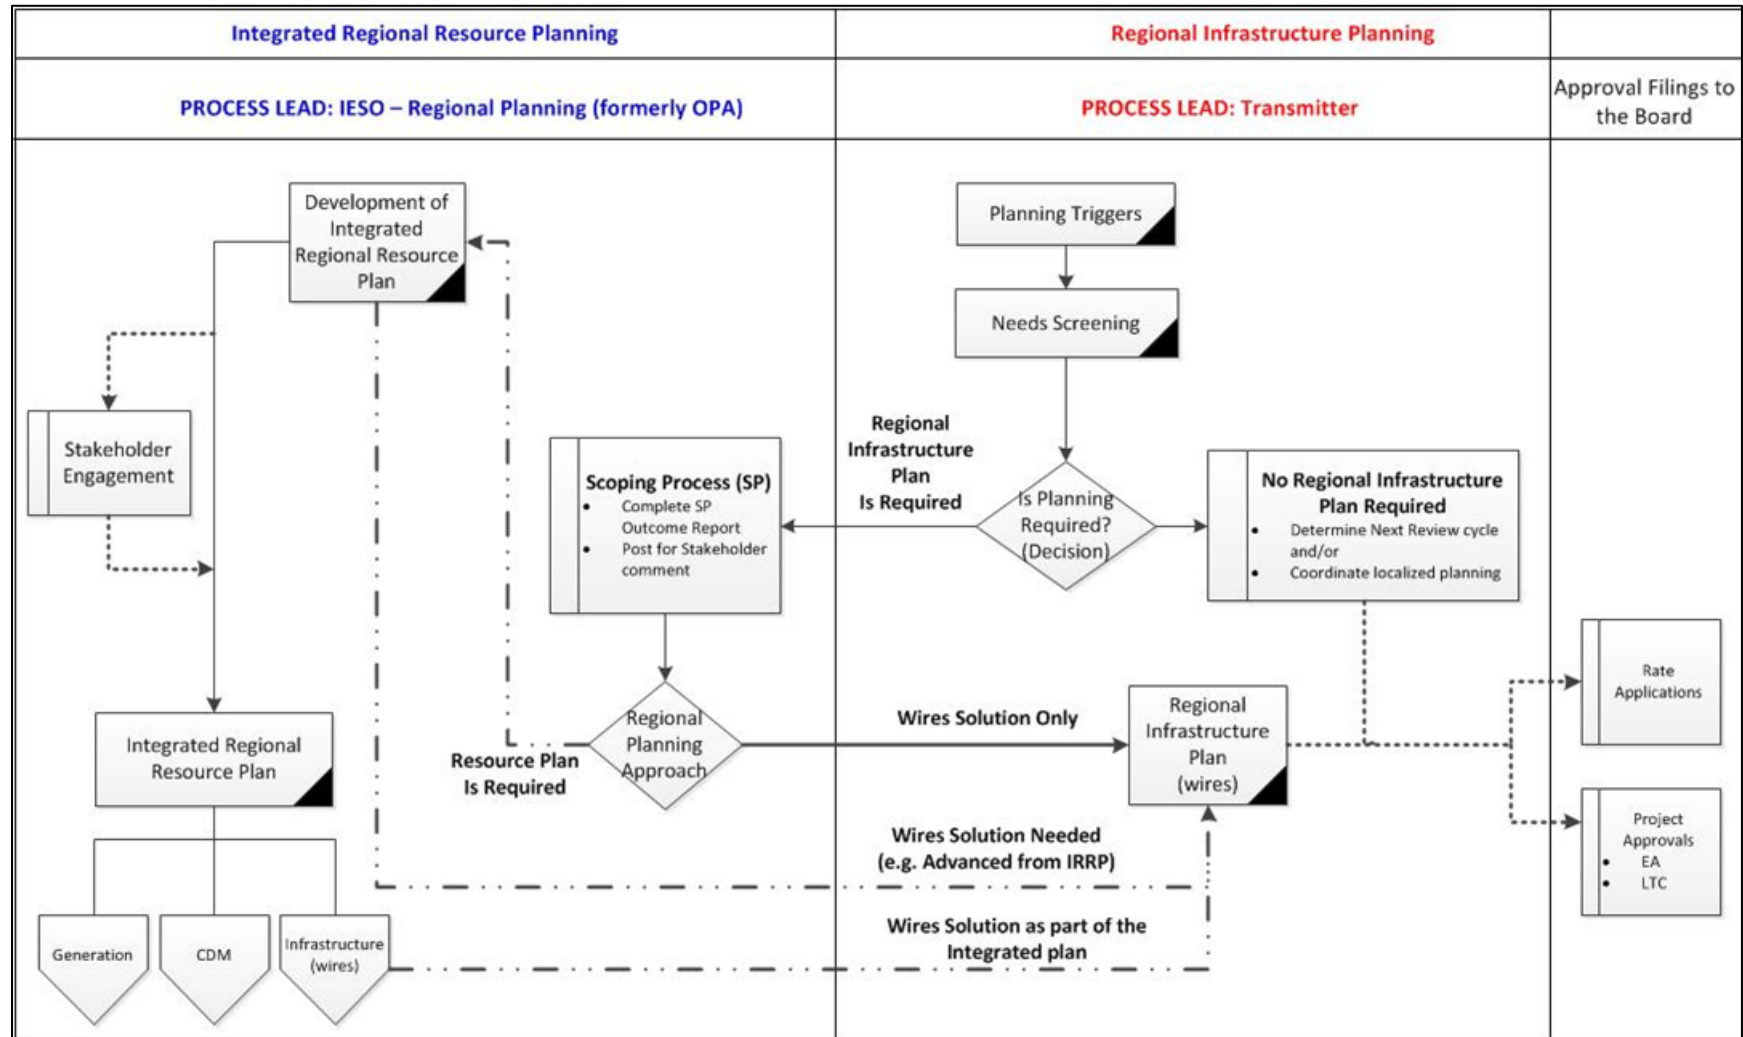 Integrated Regional Resource Planning
Regional Infrastructure Planning
PROCESS LEAD: IESO – Regional Planning (formerly OPA)
PROCESS LEAD: Transmitter
Approval Filings to
the Board
Development of
Integrated
Regional Resource
Plan
Planning Triggers
Needs Screening
Stakeholder
Engagement
Scoping Process (SP)
• Complete SP
Outcome Report
• Post for Stakeholder
comment
Regional
Infrastructure
Plan
Is Required
Is Planning
Required?
(Decision)
No Regional Infrastructure
Plan Required
• Determine Next Review cycle
and/or
• Coordinate localized planning
Integrated Regional
Resource Plan
Resource Plan
Is Required
Regional
Planning
Approach
Wires Solution Only
Regional
Infrastructure
Plan
(wires)
Rate
Applications
Wires Solution Needed
(e.g. Advanced from IRRP)
Project
Approvals
• EA
• LTC
Wires Solution as part of the
Integrated plan
Generation
CDM
Infrastructure
(wires)